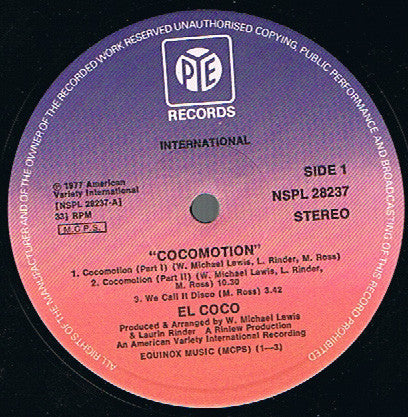 ALL RIGHTS OF THE MANUFACTURER AND OF THE OWNER OF THE RECORDED WORK RESERVED UNAUTHORISED COPYING, PUBLIC PERFORMANCE AND BROADCASTING OF THIS RECORD PROHIBITED
PYE
RECORDS
INTERNATIONAL
℗ 1977 American
Variety International
[NSPL 28237-A]
33⅓ RPM
M.C.P.S.
SIDE 1
NSPL 28237
STEREO
"COCOMOTION"
1. Cocomotion (Part I) (W. Michael Lewis, L. Rinder, M. Ross)
2. Cocomotion (Part II) (W. Michael Lewis, L. Rinder,
M. Ross) 10.30
3. We Call It Disco (M. Ross) 3.42
EL COCO
Produced & Arranged by W. Michael Lewis
& Laurin Rinder A Rinlew Production
An American Variety International Recording
EQUINOX MUSIC (MCPS) (1—3)